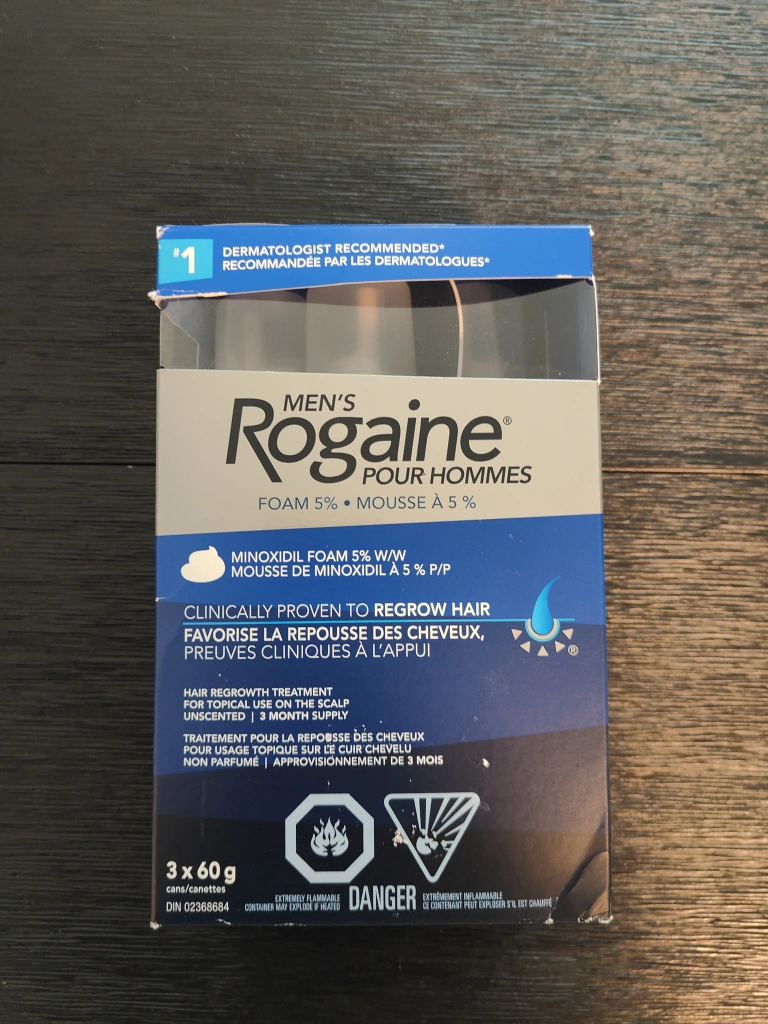 #1
DERMATOLOGIST RECOMMENDED*
RECOMMANDÉE PAR LES DERMATOLOGUES*
MEN'S
Rogaine®
POUR HOMMES
FOAM 5% • MOUSSE À 5 %
MINOXIDIL FOAM 5% W/W
MOUSSE DE MINOXIDIL À 5 % P/P
CLINICALLY PROVEN TO REGROW HAIR
FAVORISE LA REPOUSSE DES CHEVEUX,
PREUVES CLINIQUES À L'APPUI
®
HAIR REGROWTH TREATMENT
FOR TOPICAL USE ON THE SCALP
UNSCENTED | 3 MONTH SUPPLY
TRAITEMENT POUR LA REPOUSSE DES CHEVEUX
POUR USAGE TOPIQUE SUR LE CUIR CHEVELU
NON PARFUMÉ | APPROVISIONNEMENT DE 3 MOIS
3 x 60 g
cans/canettes
DIN 02368684
EXTREMELY FLAMMABLE
CONTAINER MAY EXPLODE IF HEATED
DANGER
EXTRÊMEMENT INFLAMMABLE
CE CONTENANT PEUT EXPLOSER S'IL EST CHAUFFÉ